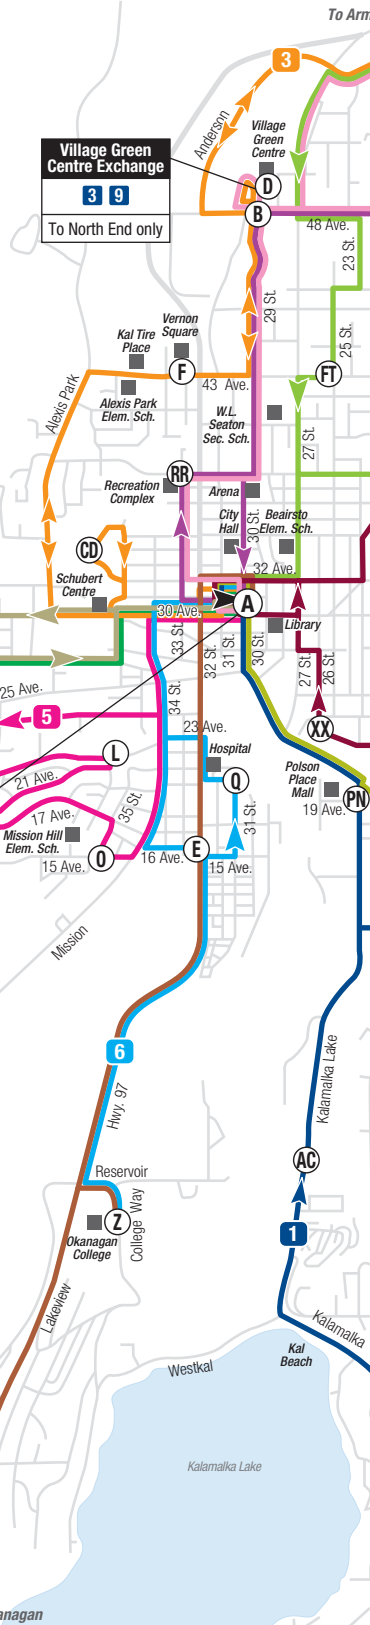 To Arm
3
Anderson
Village
Green
Centre
Village Green
Centre Exchange
3 9
To North End only
D
B
48 Ave.
23 St.
29 St.
25 St.
Vernon
Square
Kal Tire
Place
F
43 Ave.
FT
Alexis Park
Alexis Park
Elem. Sch.
W.L.
Seaton
Sec. Sch.
27 St.
RR
Recreation
Complex
Arena
City
Hall
30 St.
Beairsto
Elem. Sch.
CD
32 Ave.
Schubert
Centre
A
30 Ave.
Library
33 St.
32 St.
31 St.
30 St.
27 St.
26 St.
25 Ave.
34 St.
5
23 Ave.
XX
L
Hospital
21 Ave.
Q
Polson
Place
Mall
PN
19 Ave.
17 Ave.
35 St.
31 St.
Mission Hill
Elem. Sch.
O
E
15 Ave.
16 Ave.
15 Ave.
Mission
6
Kalamalka Lake
Hwy. 97
AC
Reservoir
College Way
Z
Okanagan
College
1
Lakeview
Kalamalka
Kal
Beach
Westkal
Kalamalka Lake
anagan